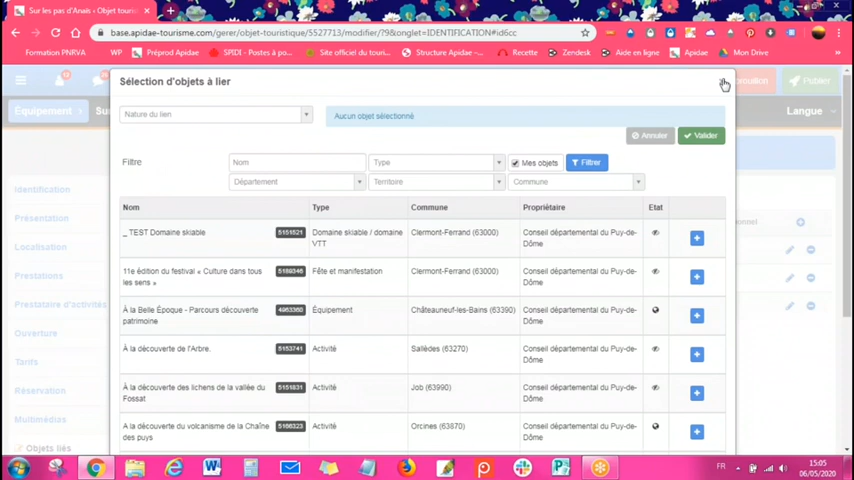 Sur les pas d'Anaïs ‹ Objet touris
base.apidae-tourisme.com/gerer/objet-touristique/5527713/modifier/?9&onglet=IDENTIFICATION#id6cc
Formation PNRVA WP Préprod Apidae SPIDI - Postes à po... Site officiel du touri... Structure Apidae -... Recette Zendesk Aide en ligne Apidae Mon Drive
Sélection d'objets à lier
Brouillon Publier
Équipement Sur Langue
Nature du lien Aucun objet sélectionné
Annuler Valider
Filtre Nom Type Mes objets Filtrer
Département Territoire Commune
Identification
Présentation
Localisation
Prestations
Prestataire d'activités
Ouverture
Tarifs
Réservation
Multimédias
Objets liés
Nom Type Commune Propriétaire Etat
_ TEST Domaine skiable 5151521 Domaine skiable / domaine VTT Clermont-Ferrand (63000) Conseil départemental du Puy-de-Dôme
11e édition du festival « Culture dans tous les sens » 5169346 Fête et manifestation Clermont-Ferrand (63000) Conseil départemental du Puy-de-Dôme
À la Belle Époque - Parcours découverte patrimoine 4963360 Équipement Châteauneuf-les-Bains (63390) Conseil départemental du Puy-de-Dôme
À la découverte de l'Arbre. 5153741 Activité Sallèdes (63270) Conseil départemental du Puy-de-Dôme
À la découverte des lichens de la vallée du Fossat 5151831 Activité Job (63990) Conseil départemental du Puy-de-Dôme
À la découverte du volcanisme de la Chaîne des puys 5166323 Activité Orcines (63870) Conseil départemental du Puy-de-Dôme
FR 15:05
06/05/2020